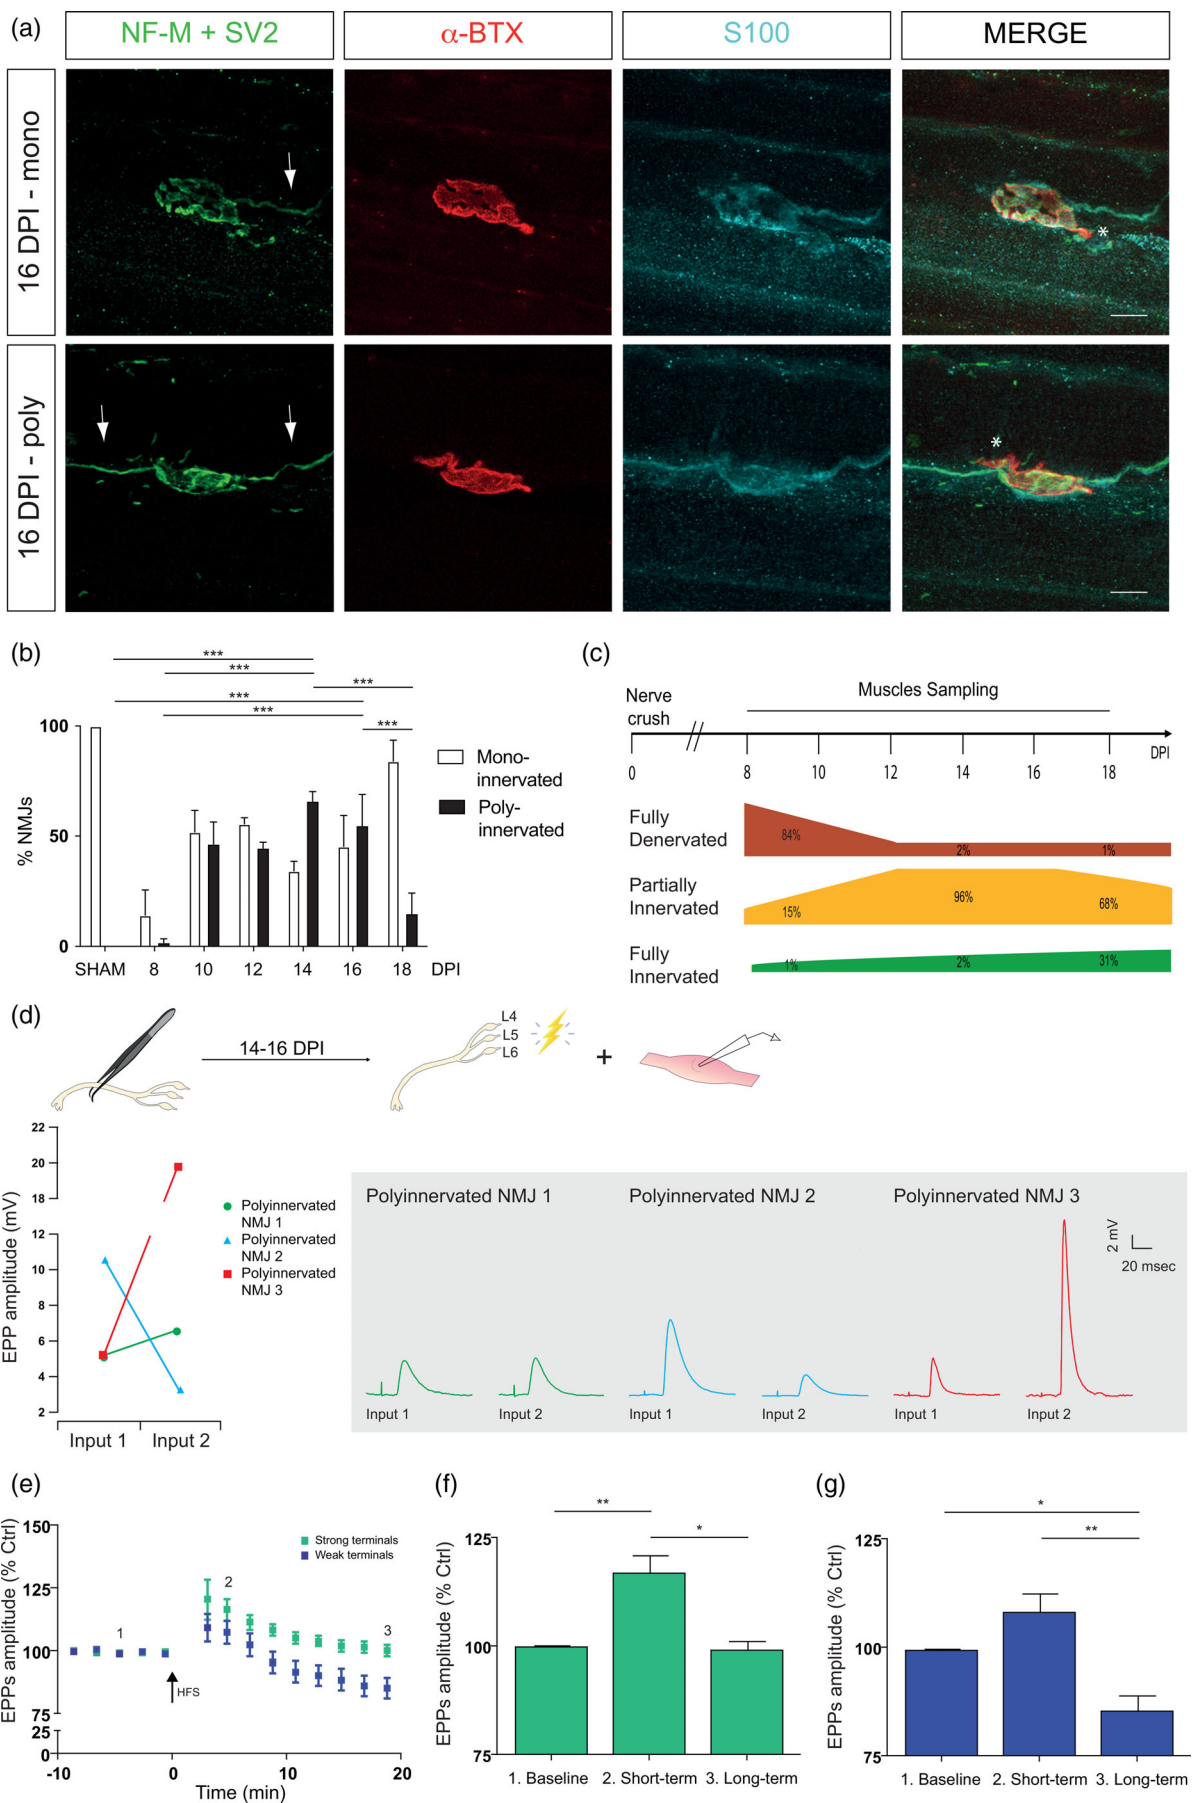 (a)
NF-M + SV2
α-BTX
S100
MERGE
16 DPI - mono
*
16 DPI - poly
*
(b)
***
***
***
***
***
***
% NMJs
100
50
0
SHAM 8 10 12 14 16 18 DPI
Mono-
innervated
Poly-
innervated
(c)
Nerve
crush
Muscles Sampling
DPI
0 8 10 12 14 16 18
Fully
Denervated
84% 2% 1%
Partially
Innervated
15% 96% 68%
Fully
Innervated
1% 2% 31%
(d)
14-16 DPI
L4
L5
L6
+
EPP amplitude (mV)
22
20
18
12
10
8
6
4
2
Input 1 Input 2
Polyinnervated
NMJ 1
Polyinnervated
NMJ 2
Polyinnervated
NMJ 3
Polyinnervated NMJ 1
Input 1 Input 2
Polyinnervated NMJ 2
Input 1 Input 2
Polyinnervated NMJ 3
Input 1 Input 2
2 mV
20 msec
(e)
EPPs amplitude (% Ctrl)
150
125
100
75
25
0
-10 0 10 20
Time (min)
1
2
3
HFS
Strong terminals
Weak terminals
(f)
**
*
EPPs amplitude (% Ctrl)
125
100
75
1. Baseline 2. Short-term 3. Long-term
(g)
*
**
EPPs amplitude (% Ctrl)
125
100
75
1. Baseline 2. Short-term 3. Long-term